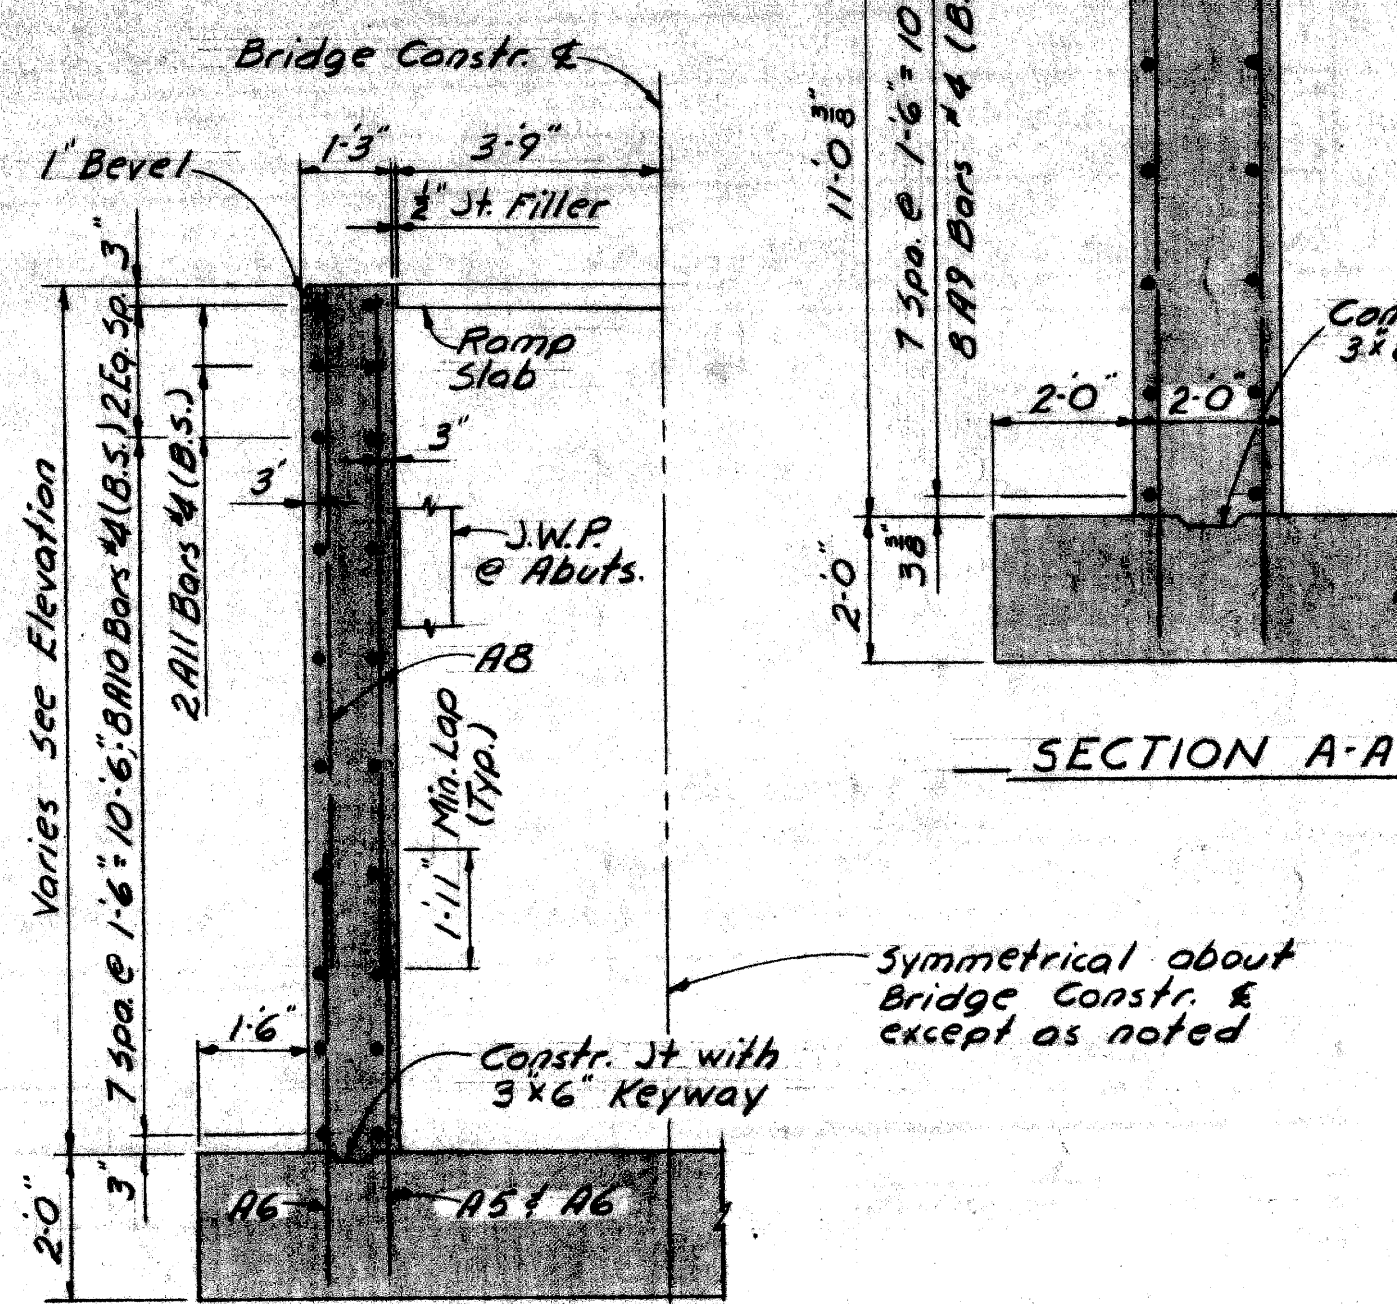 Bridge Constr. ℄
1'-3"
3'-9"
1" Bevel
½" Jt. Filler
3"
Ramp
Slab
3"
3"
J.W.P.
@ Abuts.
A8
Varies See Elevation
7 Spa. @ 1'-6" = 10'-6"; 8 A10 Bars #4 (B.S.) 2 Eq. Sp.
2 A11 Bars #4 (B.S.)
Min. Lap
(Typ.)
1'-11"
1'-6"
Constr. Jt with
3"x6" Keyway
A6
A5 & A6
3"
2'-0"
Symmetrical about
Bridge Constr. ℄
except as noted
11'-0⅜"
7 Spa. @ 1'-6" = 10
8 A9 Bars #4 (B.
2'-0"
2'-0"
3"x
2'-0"
3⅜"
SECTION A-A